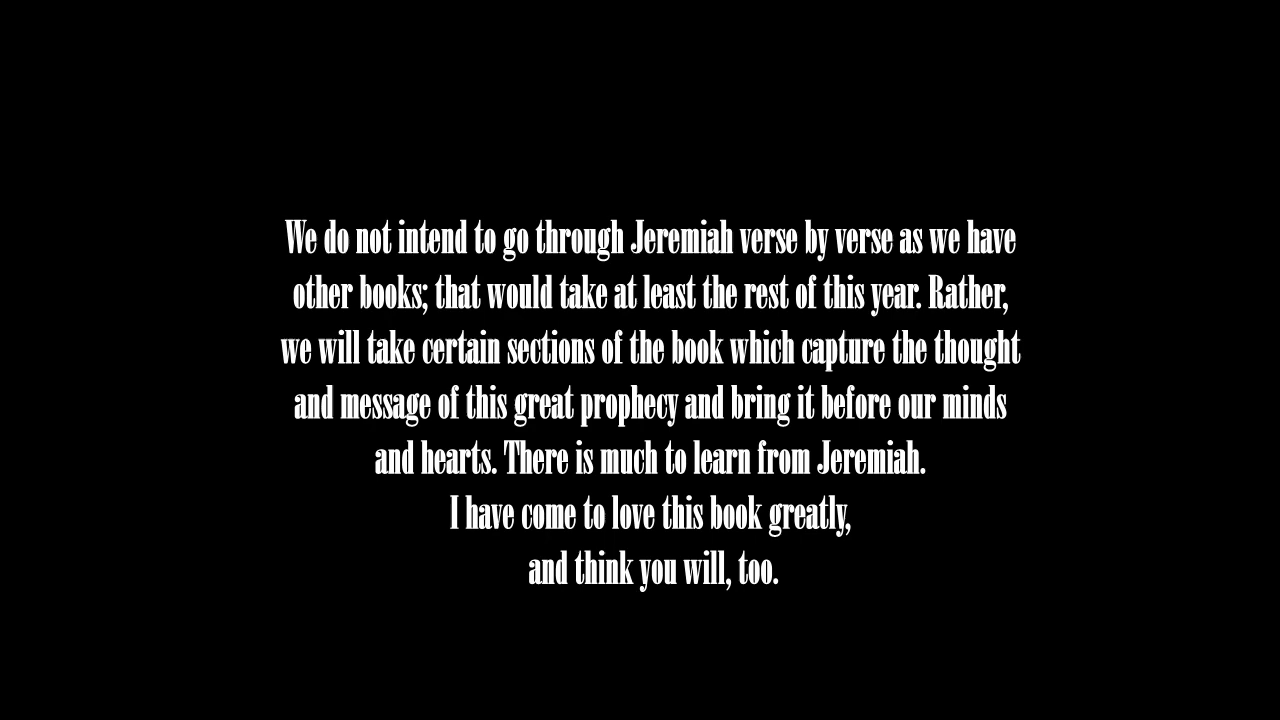 We do not intend to go through Jeremiah verse by verse as we have
other books; that would take at least the rest of this year. Rather,
we will take certain sections of the book which capture the thought
and message of this great prophecy and bring it before our minds
and hearts. There is much to learn from Jeremiah.
I have come to love this book greatly,
and think you will, too.